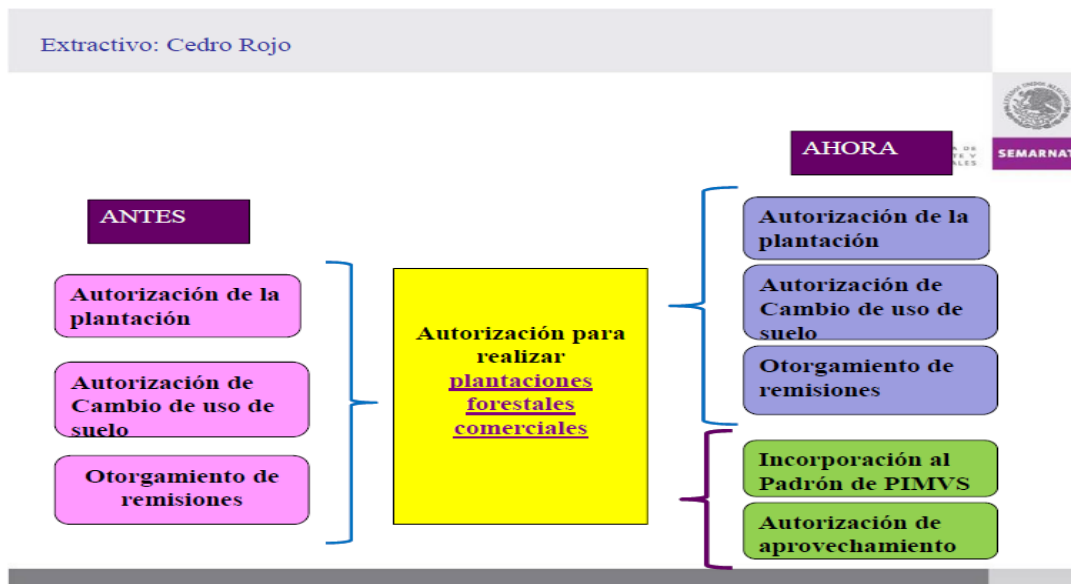 Extractivo: Cedro Rojo
SEMARNAT
AHORA
ANTES
Autorización de la
plantación
Autorización de
Cambio de uso de
suelo
Otorgamiento de
remisiones
Autorización para
realizar
plantaciones
forestales
comerciales
Autorización de la
plantación
Autorización de
Cambio de uso de
suelo
Otorgamiento de
remisiones
Incorporación al
Padrón de PIMVS
Autorización de
aprovechamiento